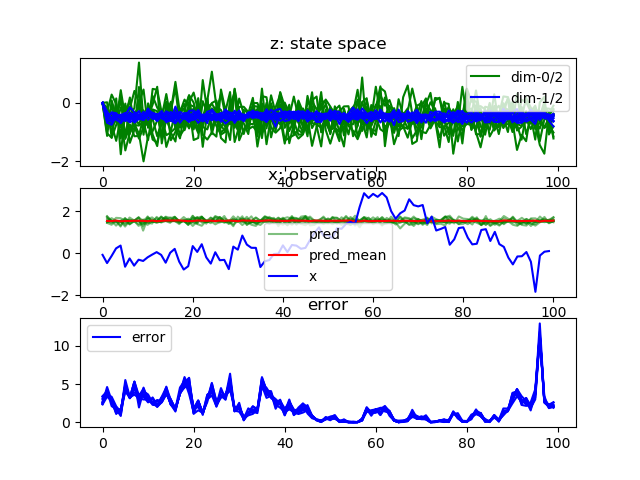 z: state space
0
−2
dim-0/2
dim-1/2
0 20 40 60 80 100
x: observation
2
0
−2
pred
pred_mean
x
0 20 40 60 80 100
error
10
5
0
error
0 20 40 60 80 100